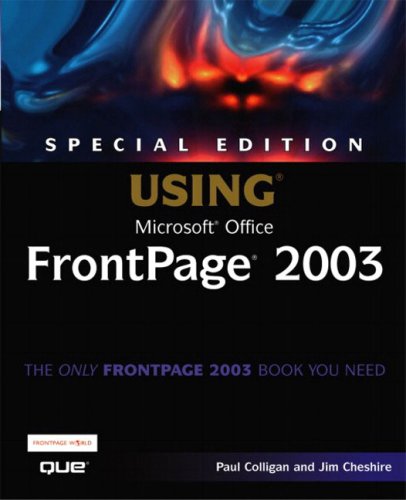 SPECIAL EDITION
USING®
Microsoft® Office
FrontPage® 2003
THE ONLY FRONTPAGE 2003 BOOK YOU NEED
FRONTPAGE WORLD
QUE®
Paul Colligan and Jim Cheshire